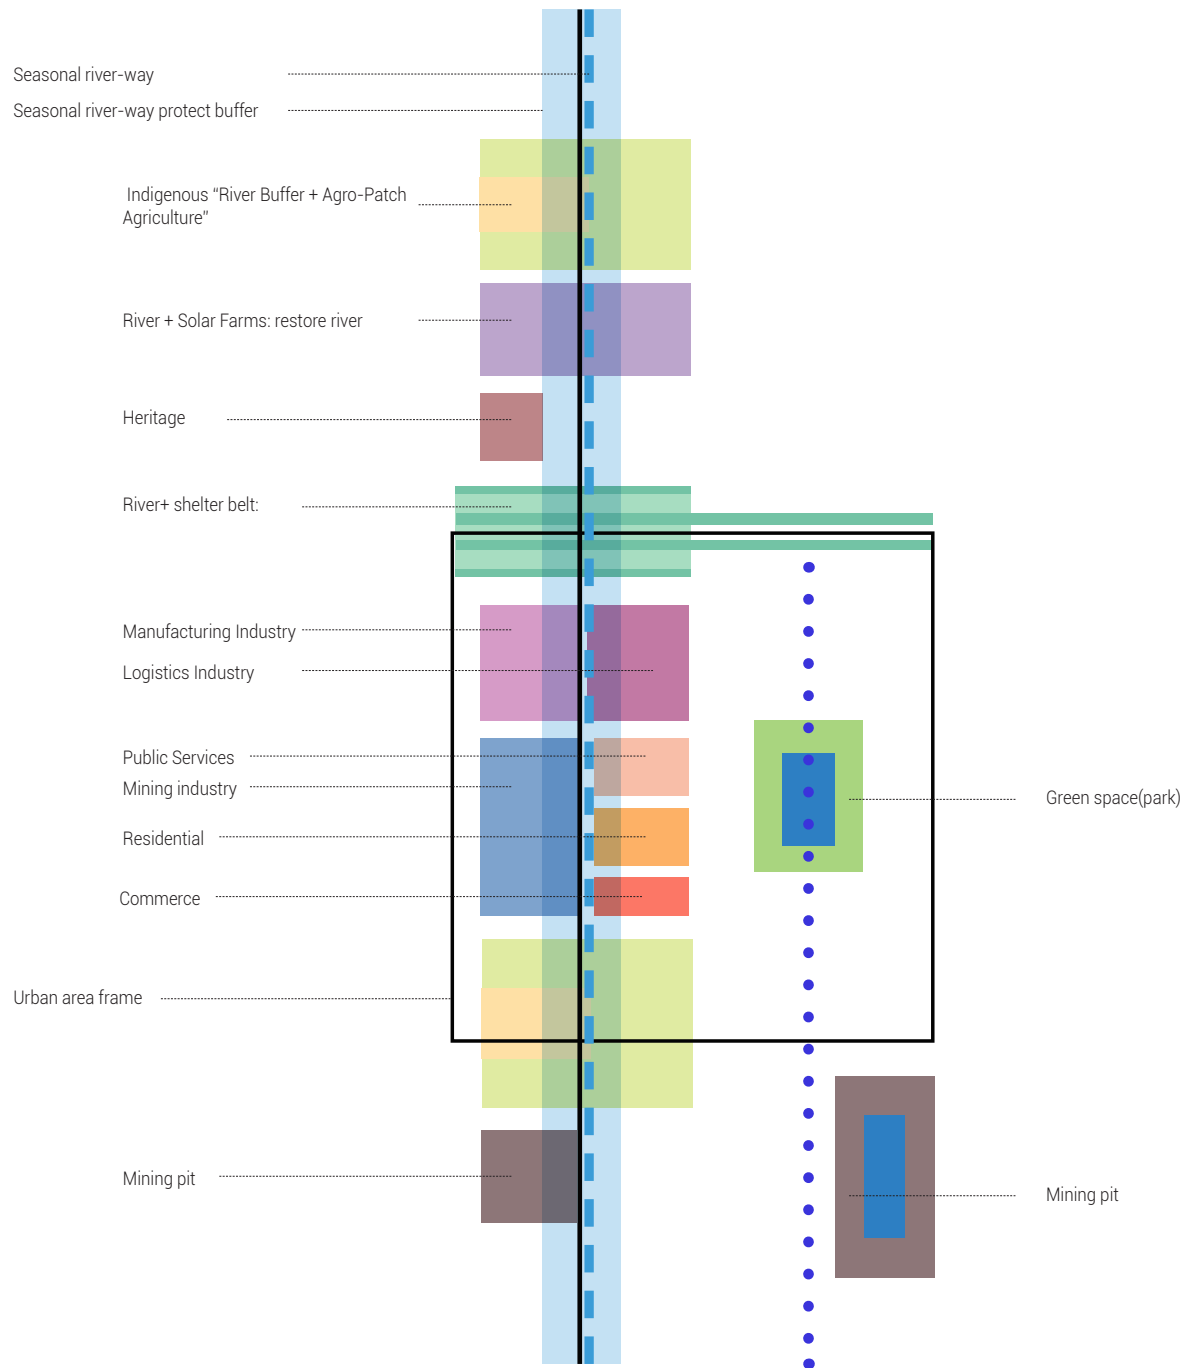 Seasonal river-way
Seasonal river-way protect buffer
Indigenous “River Buffer + Agro-Patch
Agriculture”
River + Solar Farms: restore river
Heritage
River+ shelter belt:
Manufacturing Industry
Logistics Industry
Public Services
Mining industry
Green space(park)
Residential
Commerce
Urban area frame
Mining pit
Mining pit